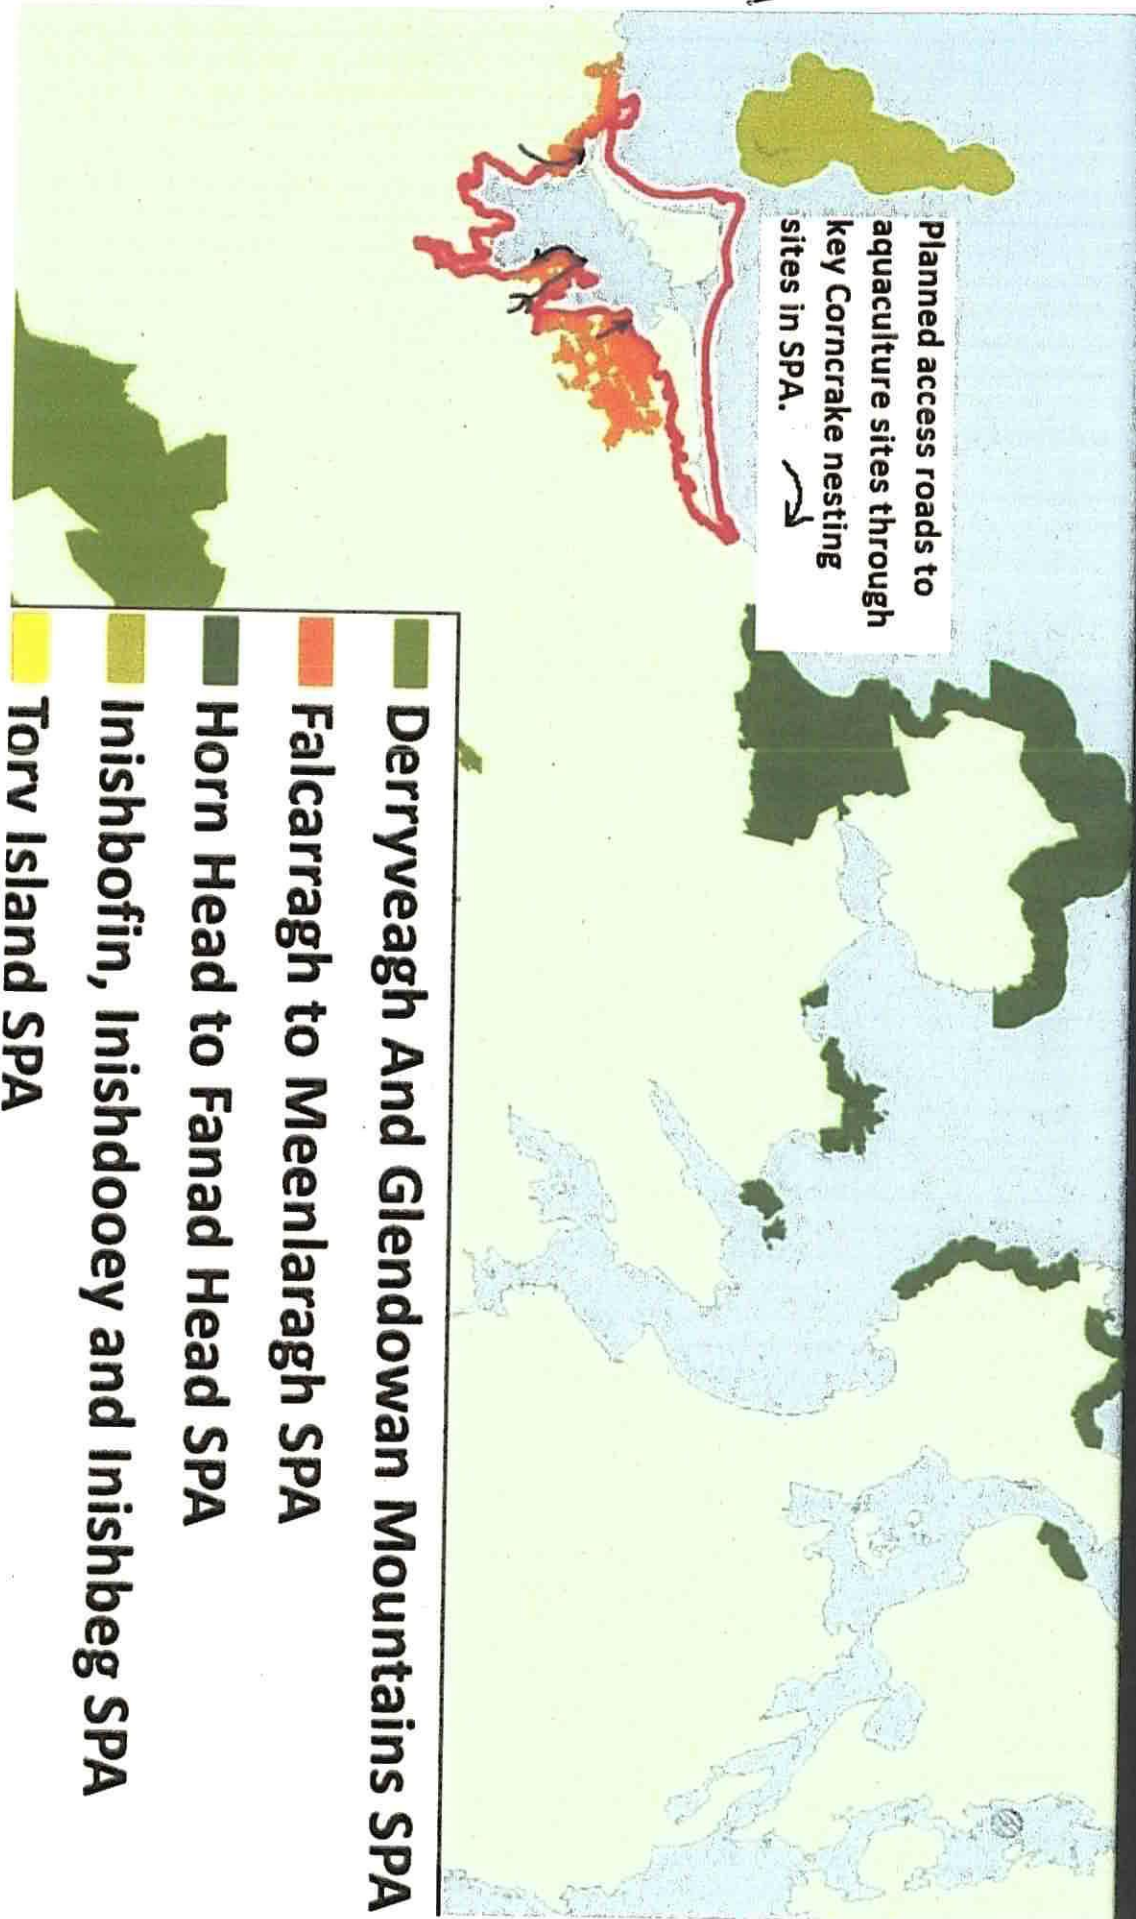 Planned access roads to
aquaculture sites through
key Corncrake nesting
sites in SPA.
Derryveagh And Glendowan Mountains SPA
Falcarragh to Meenlaragh SPA
Horn Head to Fanad Head SPA
Inishbofin, Inishdooey and Inishbeg SPA
Tory Island SPA